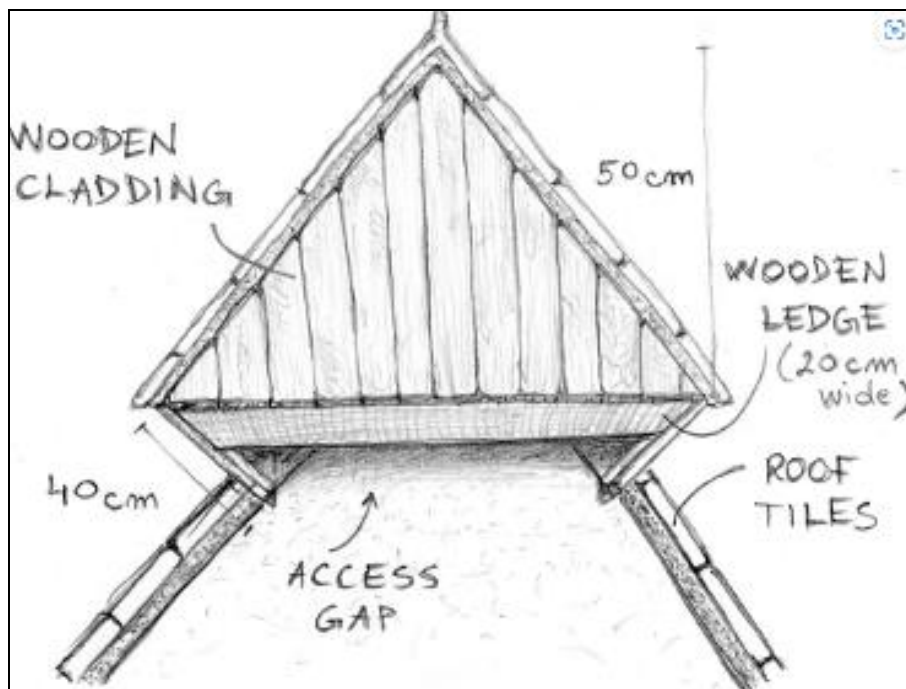 WOODEN
CLADDING
50cm
WOODEN
LEDGE
(20cm
wide)
40cm
ROOF
TILES
ACCESS
GAP